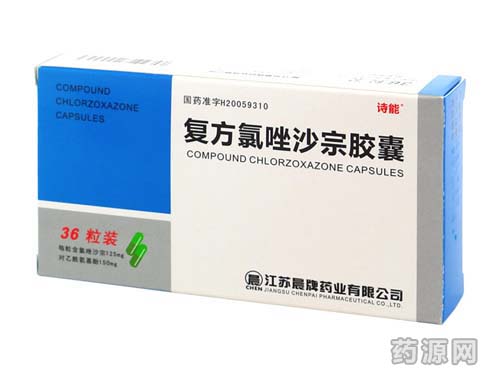 COMPOUND
CHLORZOXAZONE
CAPSULES
国药准字H20059310
诗能
复方氯唑沙宗胶囊
COMPOUND CHLORZOXAZONE CAPSULES
36 粒装
每粒含氯唑沙宗125mg
对乙酰氨基酚150mg
晨
CHEN
江苏晨牌药业有限公司
JIANGSU CHENPAI PHARMACEUTICAL CO.,LTD.
药源网